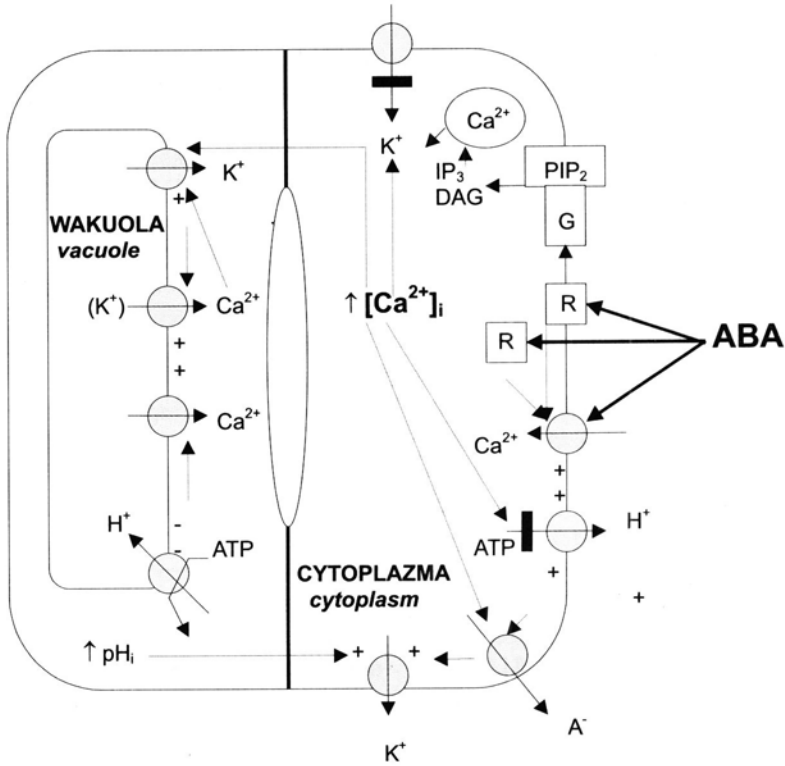 K⁺
Ca²⁺
IP₃
DAG
PIP₂
G
K⁺
+
WAKUOLA
vacuole
(K⁺)
Ca²⁺
+
+
Ca²⁺
H⁺
-
-
ATP
↑ pHᵢ
↑ [Ca²⁺]ᵢ
R
R
ABA
Ca²⁺
+
+
ATP
H⁺
+
+
CYTOPLAZMA
cytoplasm
+
+
K⁺
A⁻